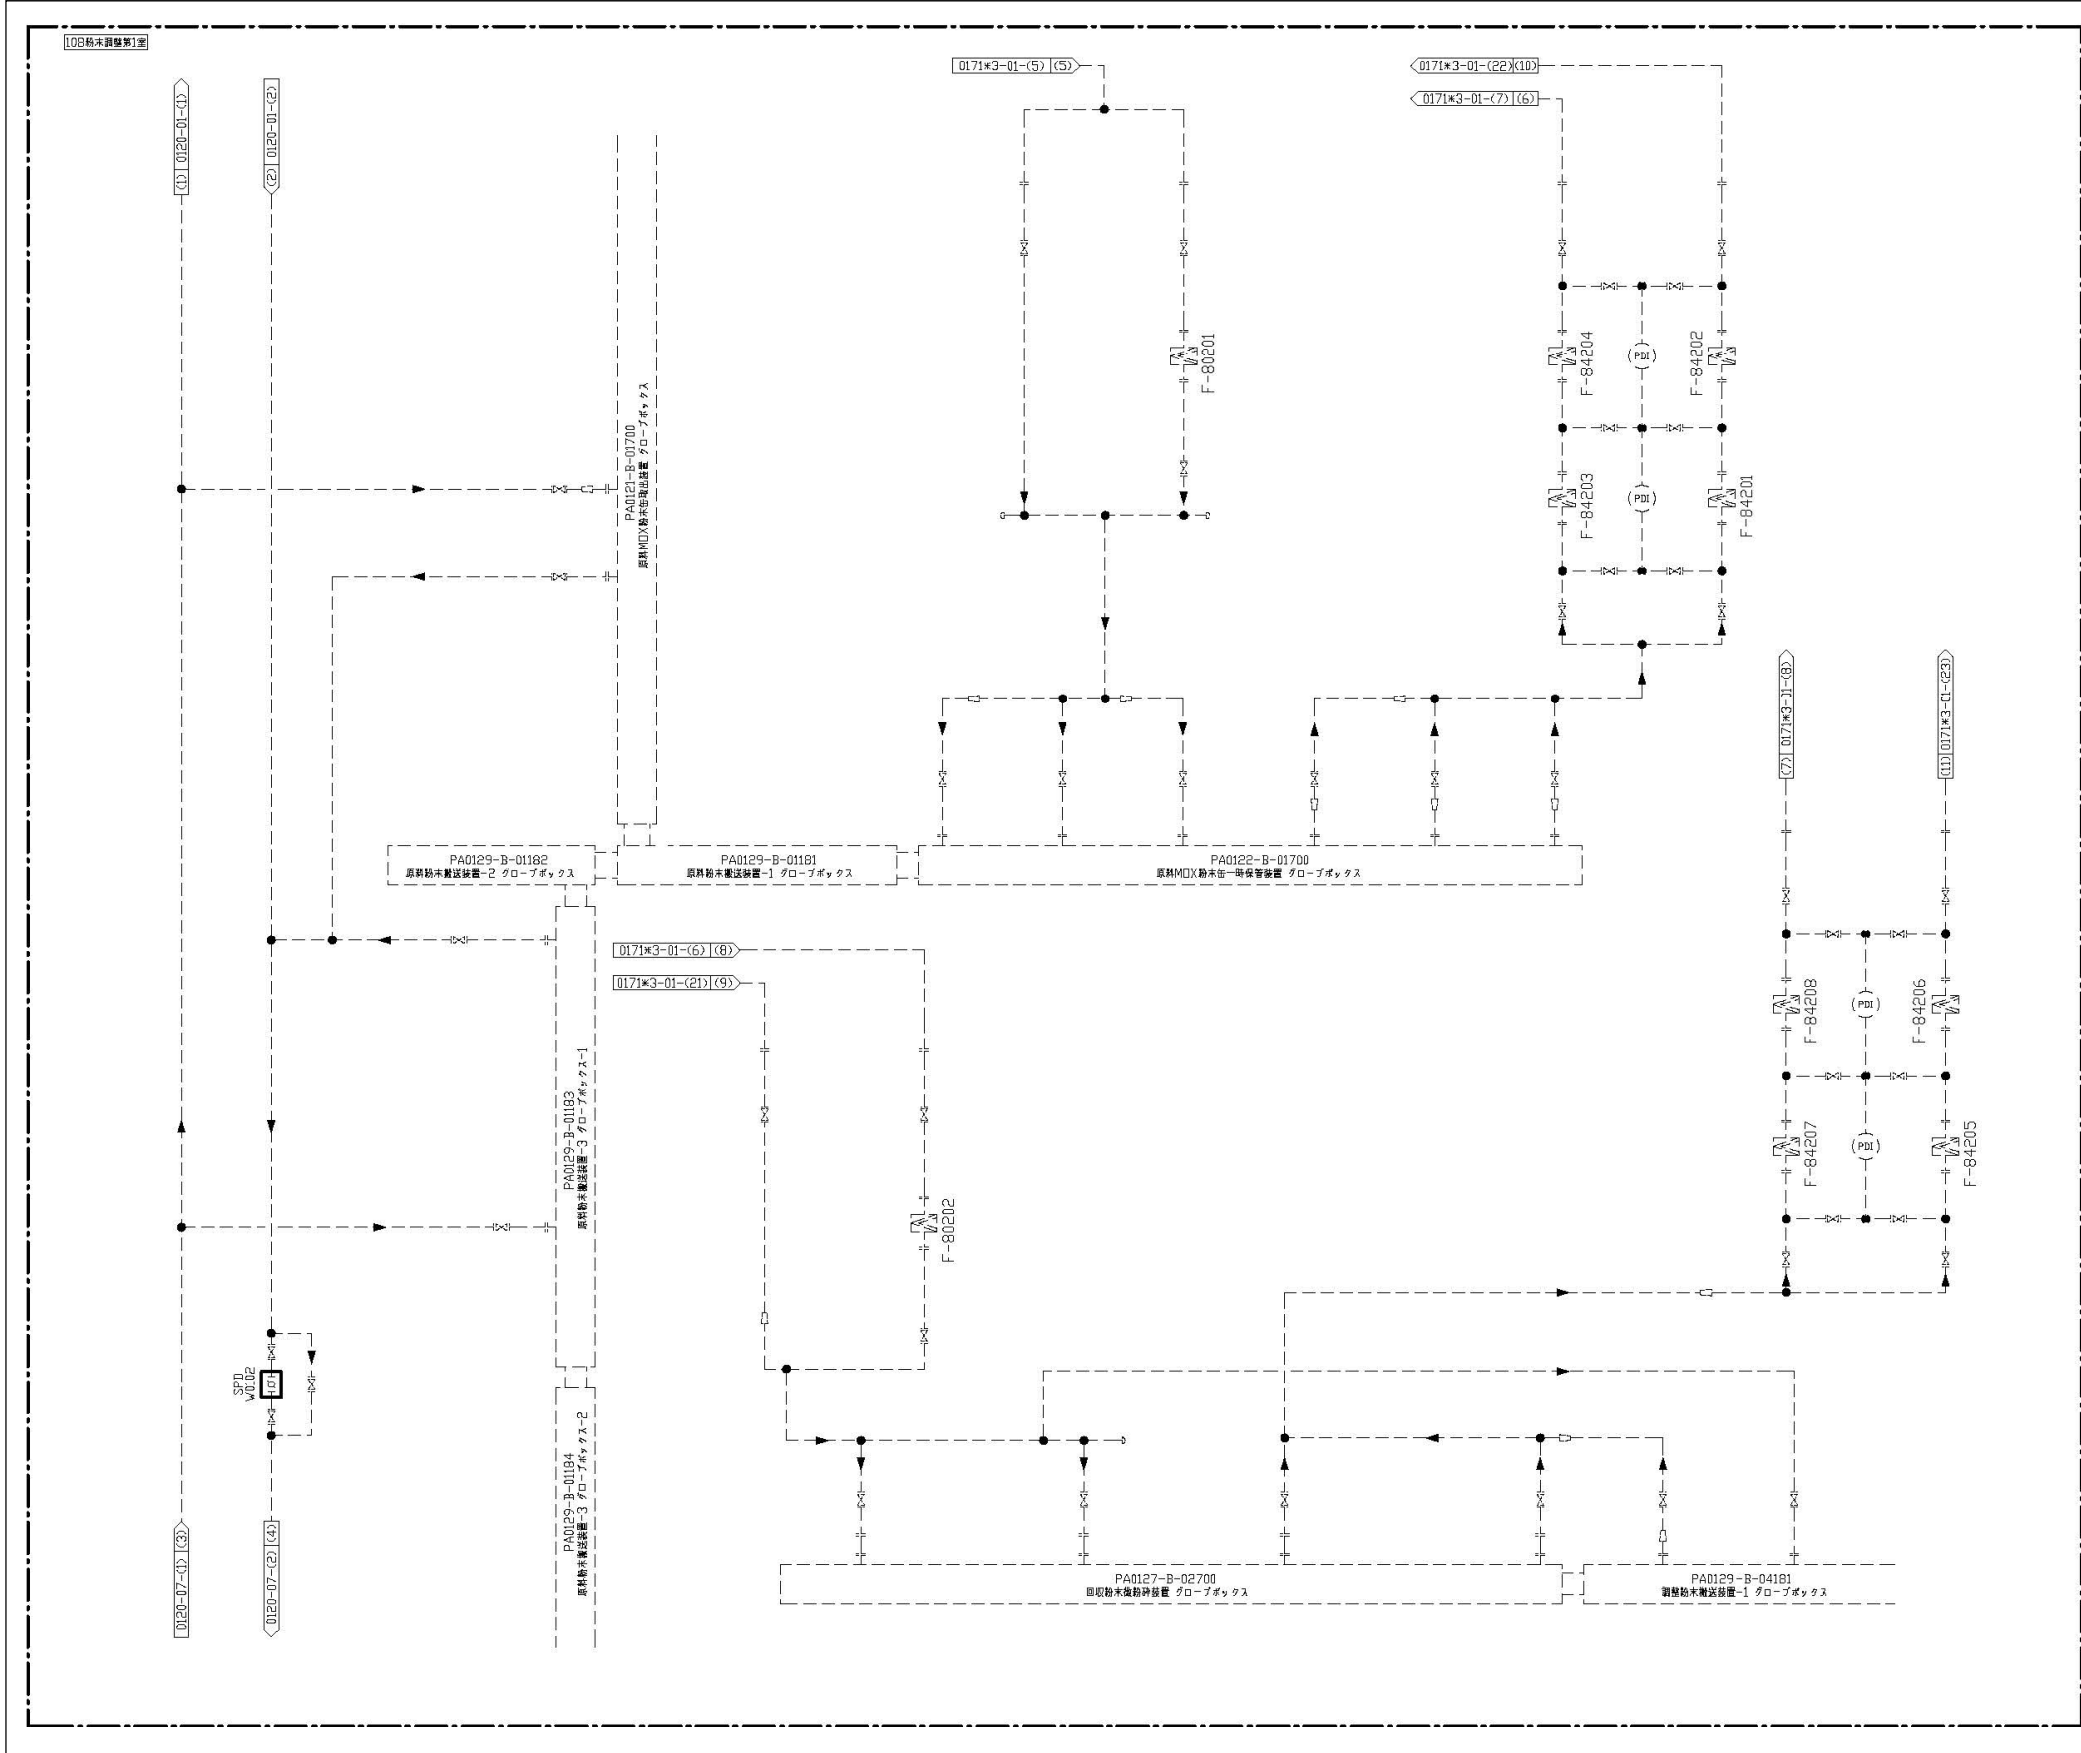 108粉末調整第1室
(1) 0120-01-(1)
(2) 0120-01-(2)
0171*3-01-(5) (5)
0171*3-01-(22) (10)
0171*3-01-(7) (6)
F-80201
F-84204
PDI
F-84202
PA0121-B-01700
原料MOX粉末缶取出装置 グローブボックス
F-84203
PDI
F-84201
(7) 0171*3-01-(8)
(11) 0171*3-01-(23)
PA0129-B-01182
原料粉末搬送装置-2 グローブボックス
PA0129-B-01181
原料粉末搬送装置-1 グローブボックス
PA0122-B-01700
原料MOX粉末缶一時保管装置 グローブボックス
0171*3-01-(6) (8)
0171*3-01-(21) (9)
F-84208
PDI
F-84206
PA0129-B-01183
原料粉末搬送装置-3 グローブボックス-1
F-84207
PDI
F-84205
F-80202
SPD
W0102
PA0129-B-01184
原料粉末搬送装置-3 グローブボックス-2
0120-07-(1) (3)
0120-07-(2) (4)
PA0127-B-02700
回収粉末微粉砕装置 グローブボックス
PA0129-B-04181
調整粉末搬送装置-1 グローブボックス